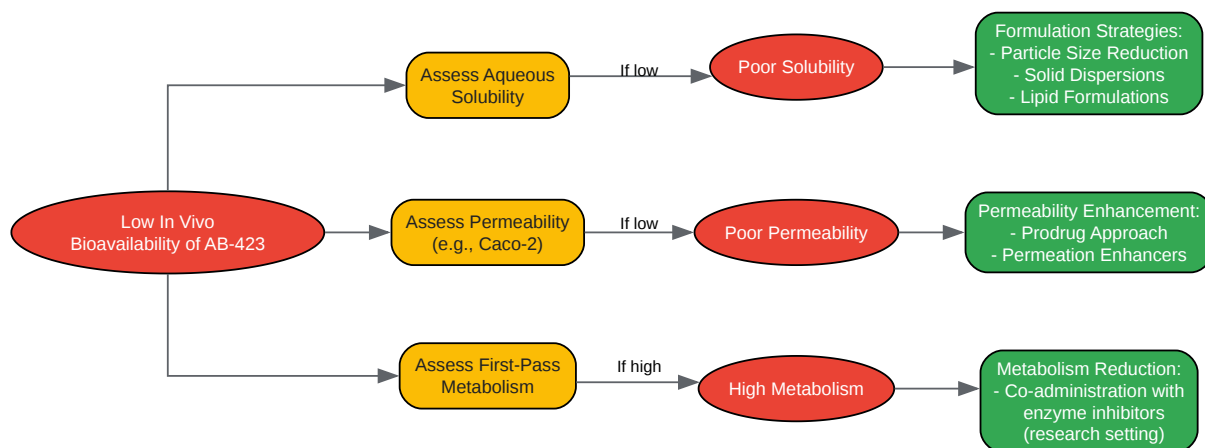 Low In Vivo
Bioavailability of AB-423
Assess Aqueous
Solubility
If low
Poor Solubility
Formulation Strategies:
- Particle Size Reduction
- Solid Dispersions
- Lipid Formulations
Assess Permeability
(e.g., Caco-2)
If low
Poor Permeability
Permeability Enhancement:
- Prodrug Approach
- Permeation Enhancers
Assess First-Pass
Metabolism
If high
High Metabolism
Metabolism Reduction:
- Co-administration with
enzyme inhibitors
(research setting)